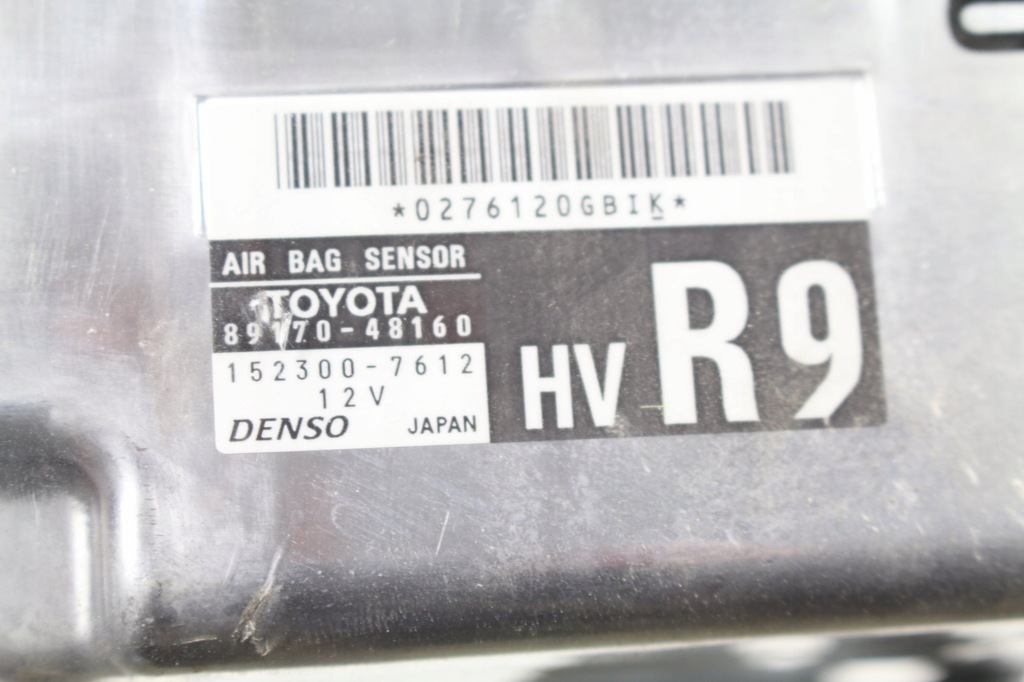 *0276120GBIK*
AIR BAG SENSOR
TOYOTA
89170-48160
152300-7612
12V
DENSO JAPAN
HV R9